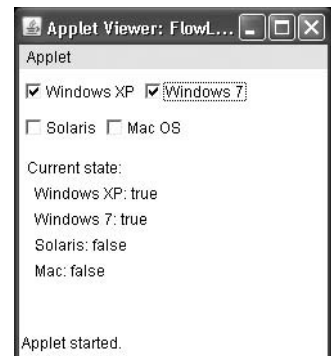 Applet Viewer: FlowL...
Applet
Windows XP Windows 7
Solaris Mac OS
Current state:
Windows XP: true
Windows 7: true
Solaris: false
Mac: false
Applet started.